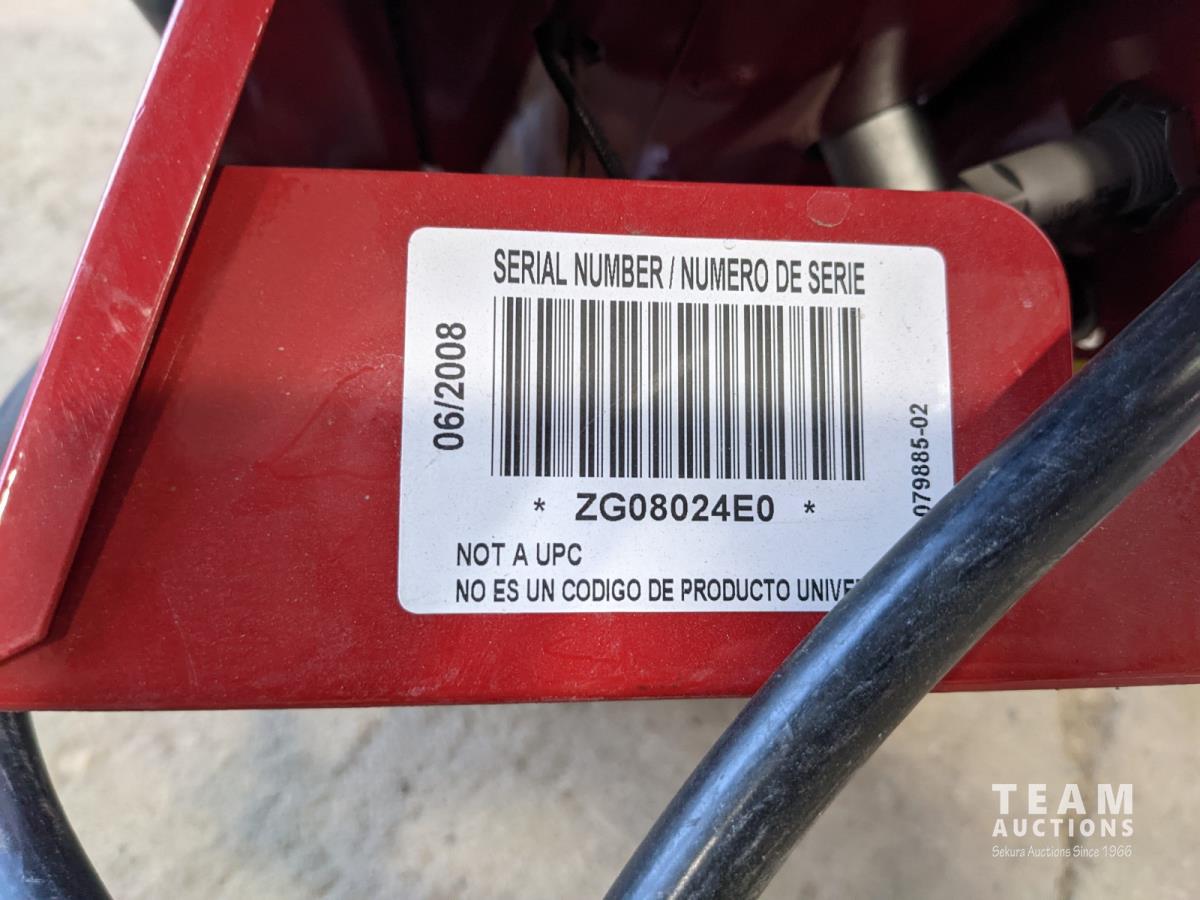 SERIAL NUMBER / NUMERO DE SERIE
06/2008
079885-02
* ZG08024E0 *
NOT A UPC
NO ES UN CODIGO DE PRODUCTO
TEAM
AUCTIONS
Sekura Auctions Since 1966